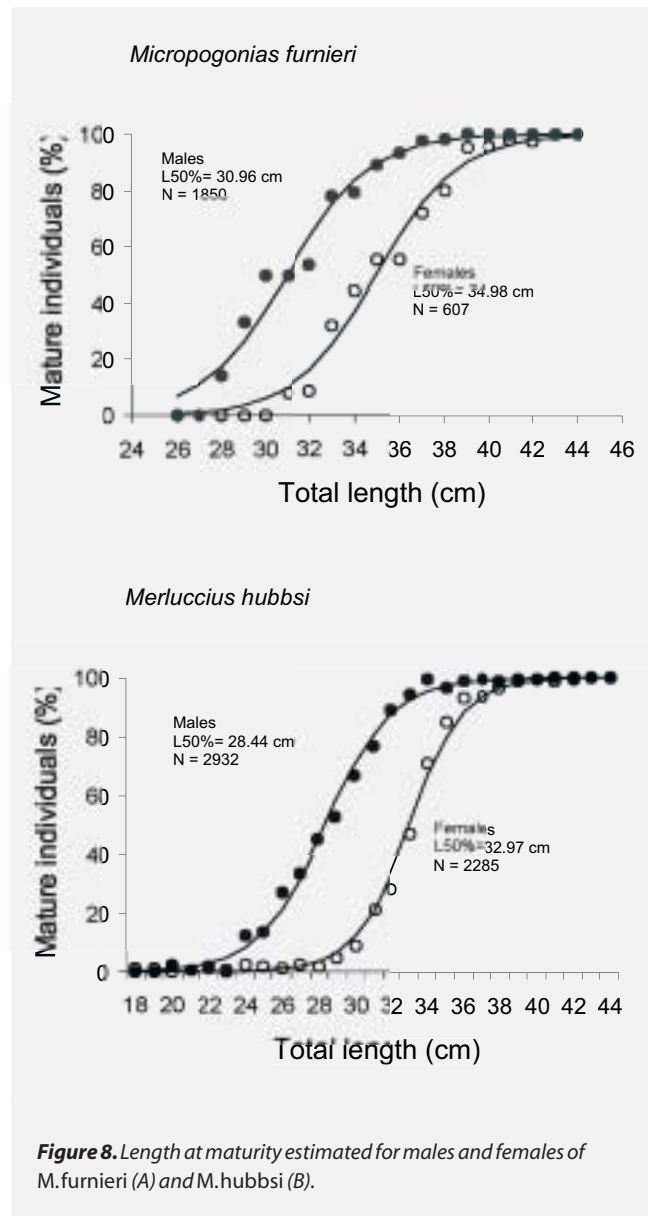 Micropogonias furnieri
Mature individuals (%)
100
80
60
40
20
0
Males
L50%= 30.96 cm
N = 1850
Females
L50%= 34.98 cm
N = 607
24 26 28 30 32 34 36 38 40 42 44 46
Total length (cm)
Merluccius hubbsi
Mature individuals (%)
100
80
60
40
20
0
Males
L50%= 28.44 cm
N = 2932
Females
L50%=32.97 cm
N = 2285
18 20 22 24 26 28 30 32 34 36 38 40 42 44
Total length (cm)
Figure 8. Length at maturity estimated for males and females of
M.furnieri (A) and M.hubbsi (B).